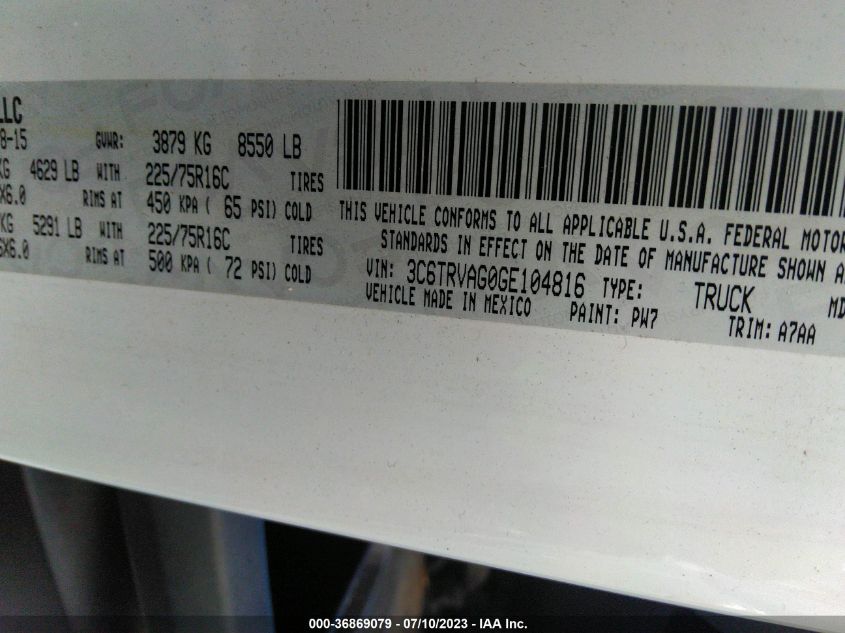 LLC
8-15 GVWR: 3879 KG 8550 LB
KG 4629 LB WITH 225/75R16C TIRES
X6.0 RIMS AT 450 KPA ( 65 PSI) COLD
KG 5291 LB WITH 225/75R16C TIRES
X6.0 RIMS AT 500 KPA ( 72 PSI) COLD
THIS VEHICLE CONFORMS TO ALL APPLICABLE U.S.A. FEDERAL MOTOR
STANDARDS IN EFFECT ON THE DATE OF MANUFACTURE SHOWN A
VIN: 3C6TRVAG0GE104816 TYPE: TRUCK MD
VEHICLE MADE IN MEXICO PAINT: PW7 TRIM: A7AA
000-36869079 - 07/10/2023 - IAA Inc.